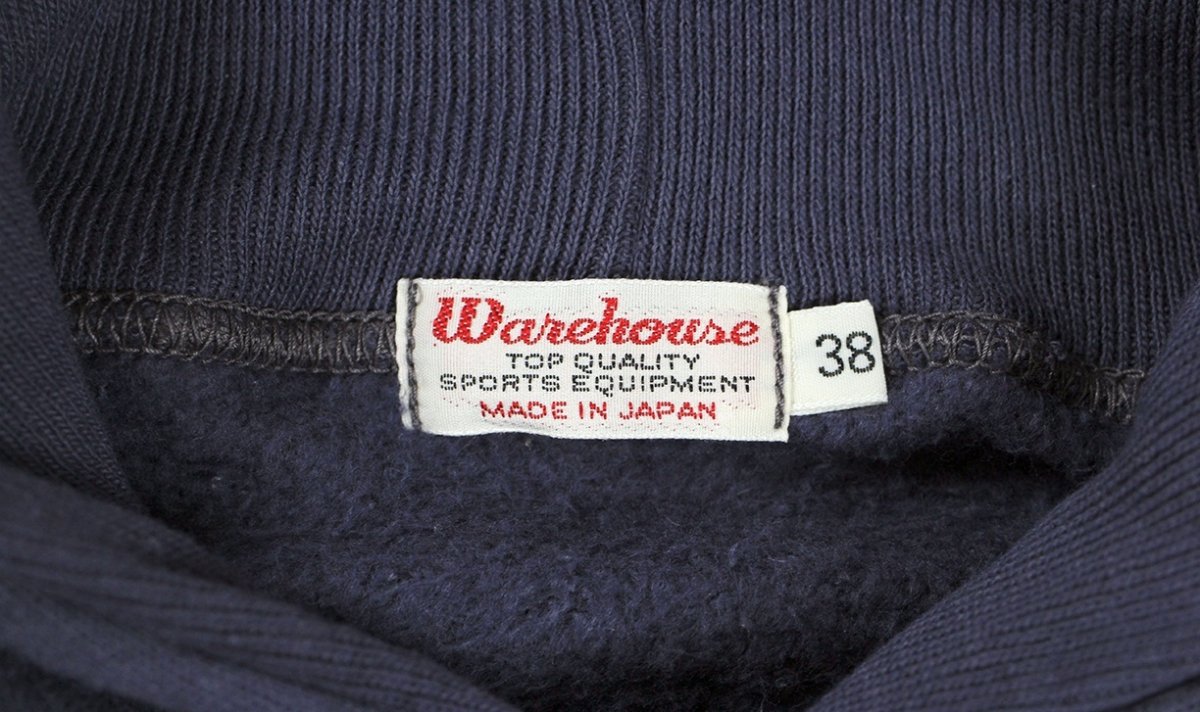 Warehouse
TOP QUALITY
SPORTS EQUIPMENT
MADE IN JAPAN
38